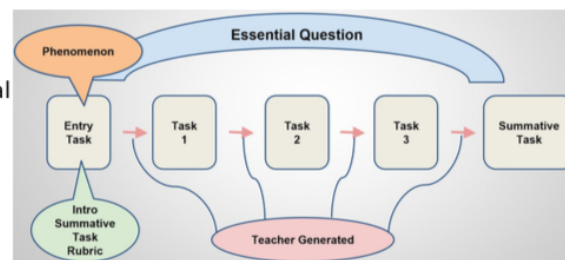 Essential Question
Phenomenon
al
Entry
Task
Task
1
Task
2
Task
3
Summative
Task
Intro
Summative
Task
Rubric
Teacher Generated